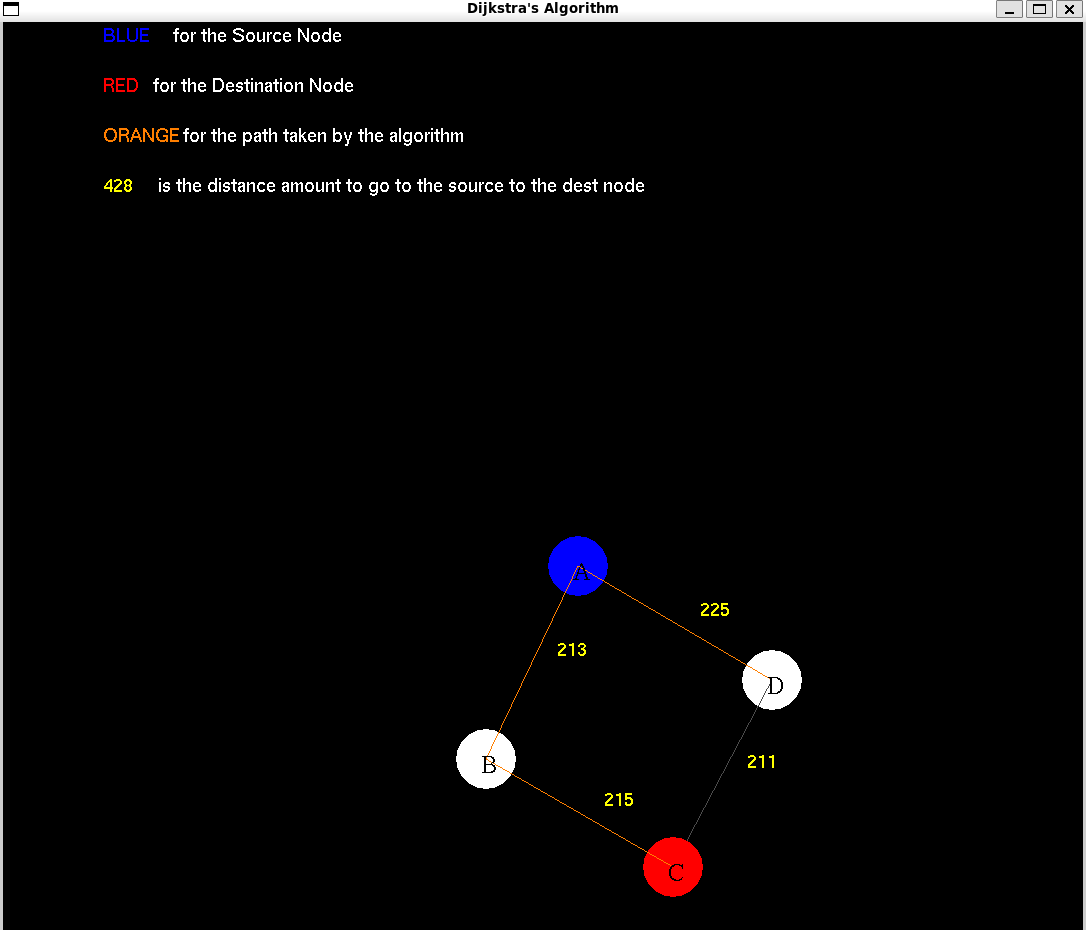 Dijkstra's Algorithm
BLUE for the Source Node
RED for the Destination Node
ORANGE for the path taken by the algorithm
428 is the distance amount to go to the source to the dest node
A
225
213
D
B
211
215
C